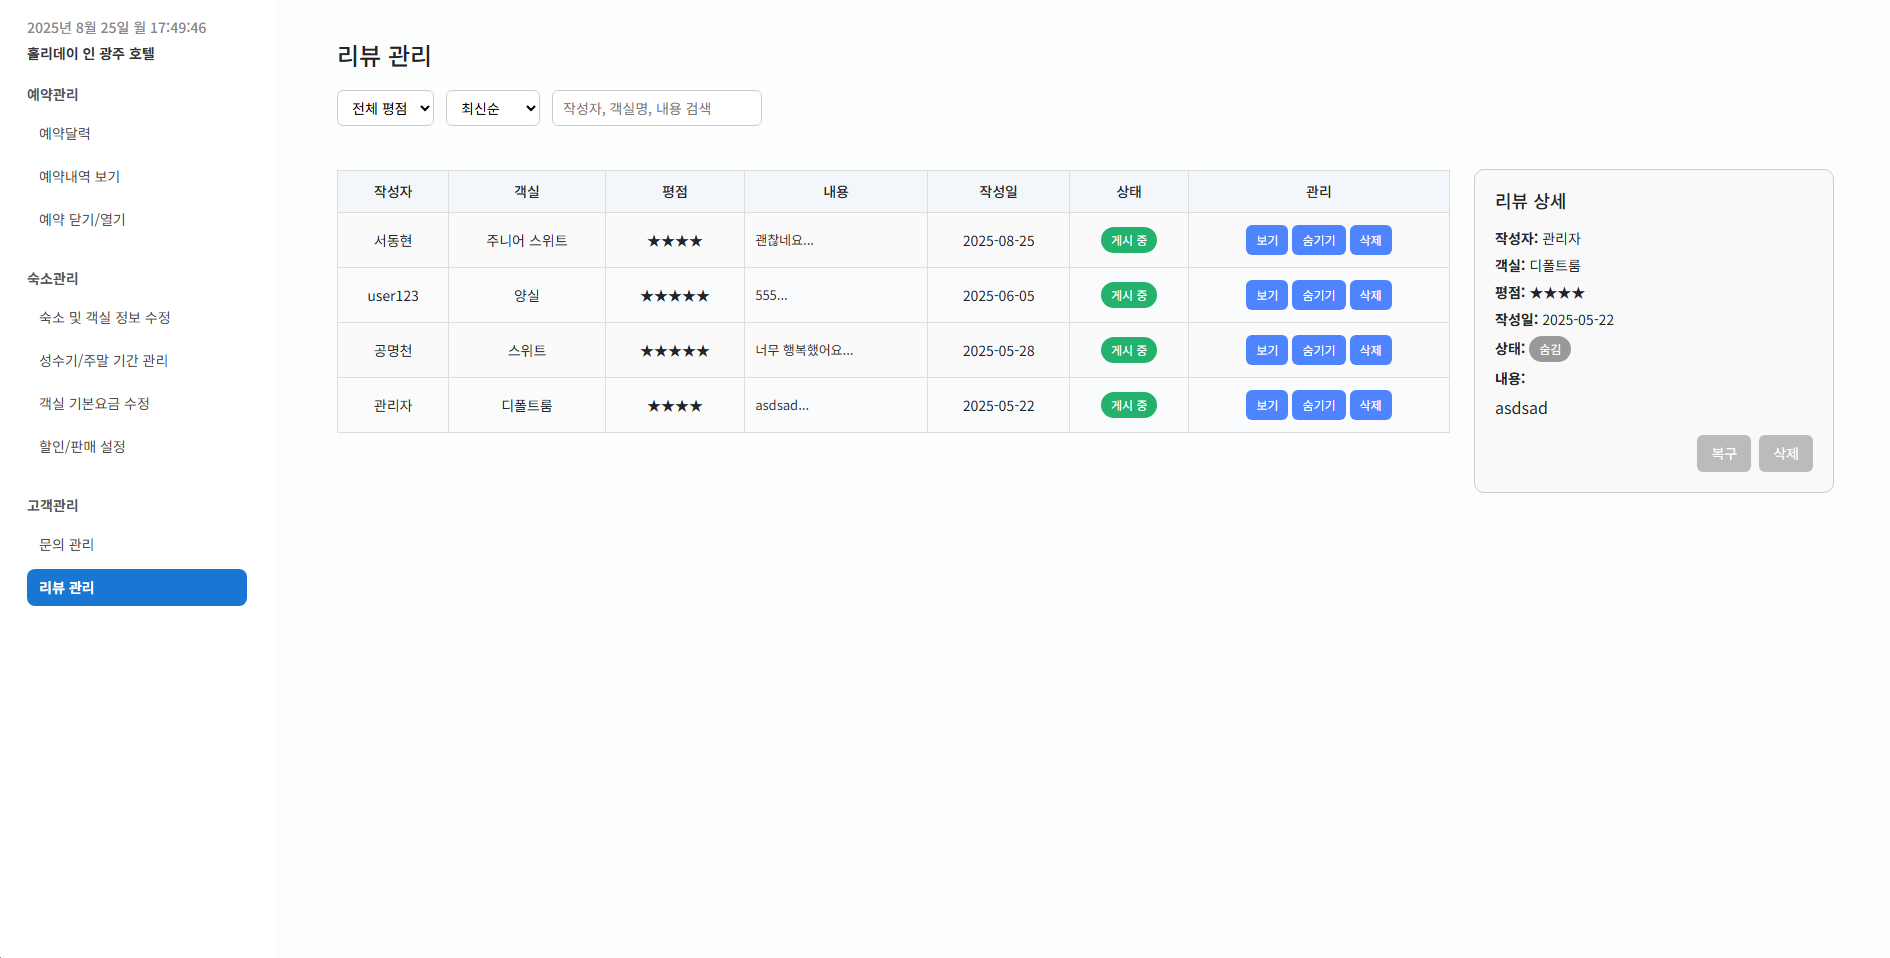 2025년 8월 25일 월 17:49:46
홀리데이 인 광주 호텔
예약관리
예약달력
예약내역 보기
예약 닫기/열기
숙소관리
숙소 및 객실 정보 수정
성수기/주말 기간 관리
객실 기본요금 수정
할인/판매 설정
고객관리
문의 관리
리뷰 관리
리뷰 관리
전체 평점 최신순 작성자, 객실명, 내용 검색
작성자 객실 평점 내용 작성일 상태 관리
서동현 주니어 스위트 ★★★★ 괜찮네요... 2025-08-25 게시 중 보기 숨기기 삭제
user123 양실 ★★★★★ 555... 2025-06-05 게시 중 보기 숨기기 삭제
공명천 스위트 ★★★★★ 너무 행복했어요... 2025-05-28 게시 중 보기 숨기기 삭제
관리자 디폴트룸 ★★★★ asdsad... 2025-05-22 게시 중 보기 숨기기 삭제
리뷰 상세
작성자: 관리자
객실: 디폴트룸
평점: ★★★★
작성일: 2025-05-22
상태: 숨김
내용:
asdsad
복구 삭제